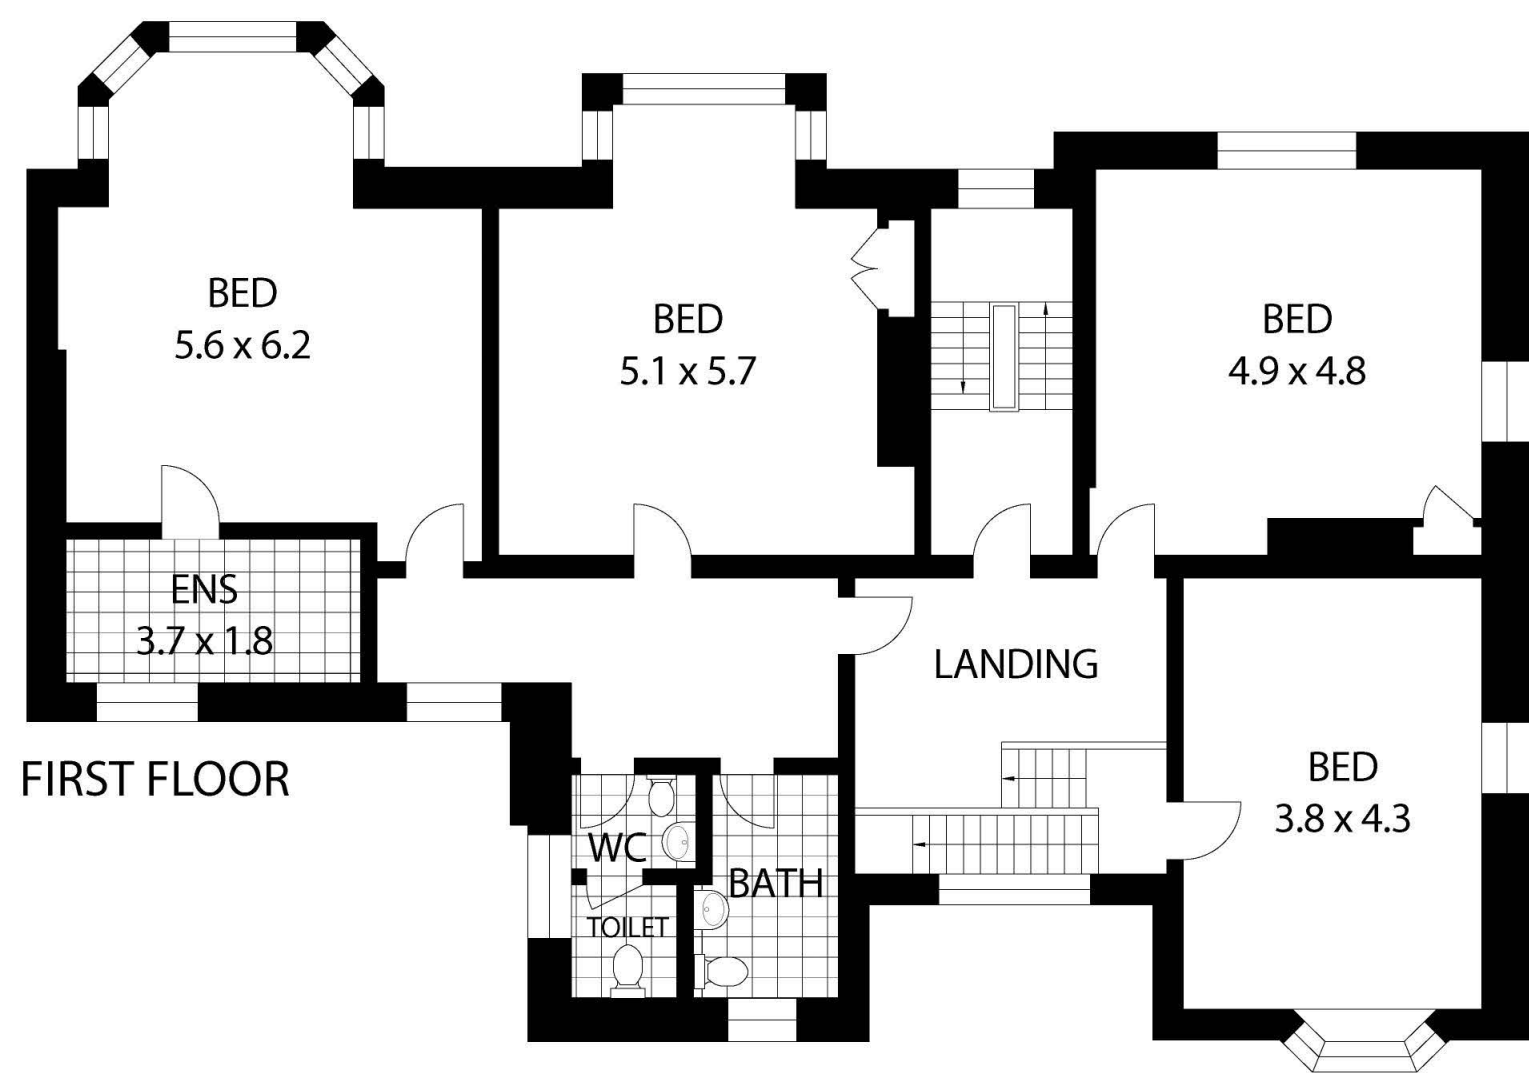 BED
5.6 x 6.2
BED
5.1 x 5.7
BED
4.9 x 4.8
ENS
3.7 x 1.8
LANDING
FIRST FLOOR
BED
3.8 x 4.3
WC
BATH
TOILET